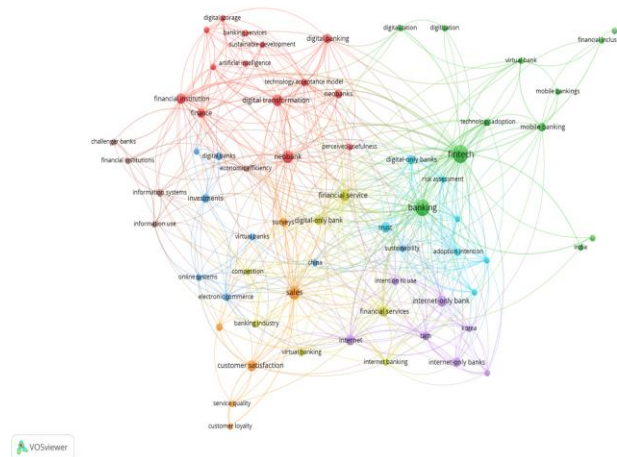 digital storage
banking services
sustainable development
artificial intelligence
digital banking
digitalization
digitization
financial inclus
virtual bank
mobile bankings
financial institution
digital transformation
technology acceptance model
neobanks
finance
technology adoption
mobile banking
challenger banks
financial institutions
digital banks
neobank
perceived usefulness
economic efficiency
digital-only banks
fintech
risk assessment
information systems
investments
financial service
banking
information use
surveys
digital-only bank
trust
virtual banks
sustainability
adoption intention
india
online systems
competition
china
intention to use
electronic commerce
sales
internet-only bank
financial services
banking industry
internet
korea
virtual banking
internet banking
internet-only banks
customer satisfaction
service quality
customer loyalty
VOSviewer